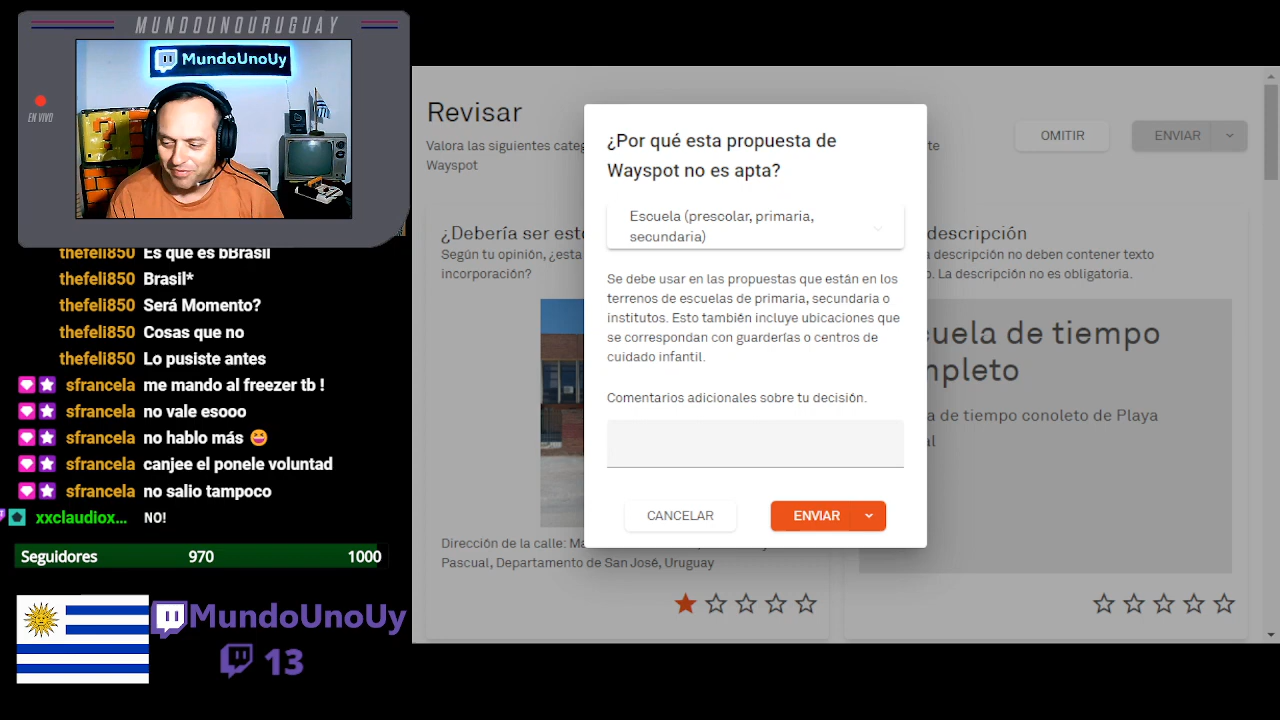 MUNDOUNOURUGUAY
MundoUnoUy
EN VIVO
thefeli850 Es que es bBrasil
thefeli850 Brasil*
thefeli850 Será Momento?
thefeli850 Cosas que no
thefeli850 Lo pusiste antes
sfrancela me mando al freezer tb !
sfrancela no vale esooo
sfrancela no hablo más 😆
sfrancela canjee el ponele voluntad
sfrancela no salio tampoco
xxclaudiox... NO!
Seguidores 970 1000
MundoUnoUy
13
Revisar
Valora las siguientes categ
te
Wayspot
OMITIR
ENVIAR
¿Debería ser esto
Según tu opinión, ¿esta
incorporación?
descripción
a descripción no deben contener texto
o. La descripción no es obligatoria.
cuela de tiempo
mpleto
a de tiempo conoleto de Playa
al
¿Por qué esta propuesta de
Wayspot no es apta?
Escuela (prescolar, primaria,
secundaria)
Se debe usar en las propuestas que están en los
terrenos de escuelas de primaria, secundaria o
institutos. Esto también incluye ubicaciones que
se correspondan con guarderías o centros de
cuidado infantil.
Comentarios adicionales sobre tu decisión.
CANCELAR
ENVIAR
Dirección de la calle: Ma
Pascual, Departamento de San José, Uruguay